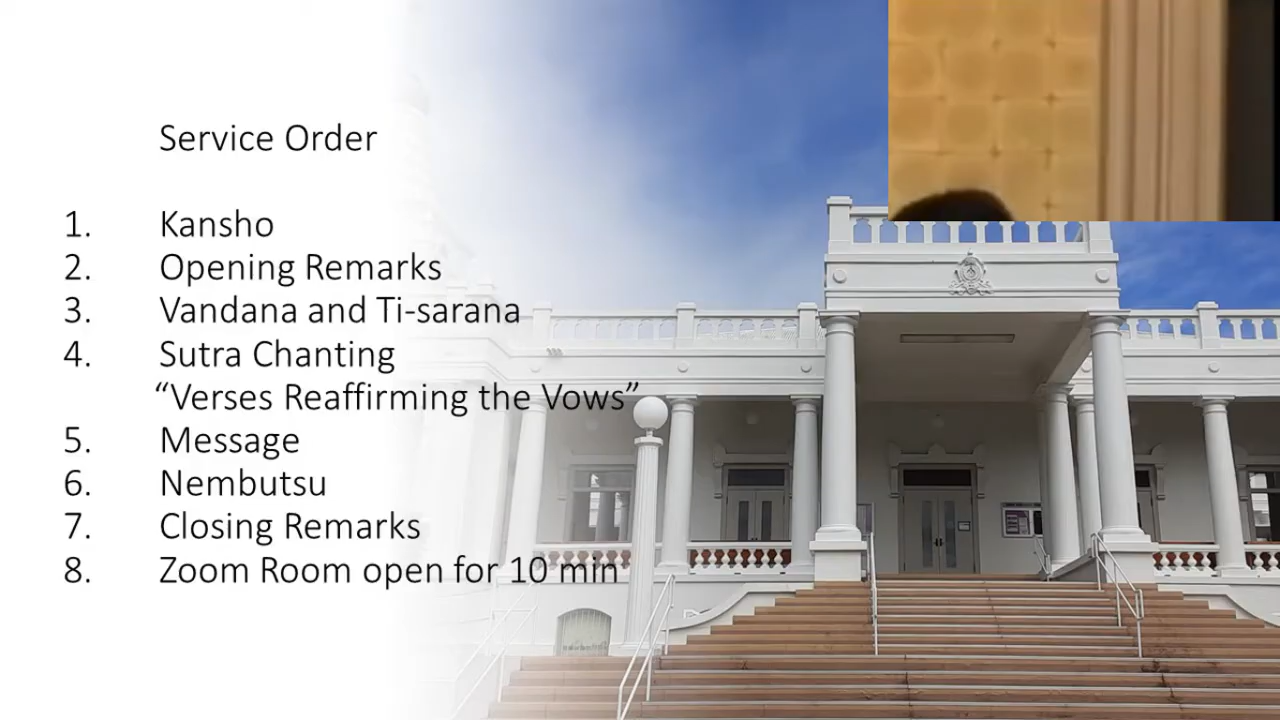 Service Order
1. Kansho
2. Opening Remarks
3. Vandana and Ti-sarana
4. Sutra Chanting
“Verses Reaffirming the Vows”
5. Message
6. Nembutsu
7. Closing Remarks
8. Zoom Room open for 10 min